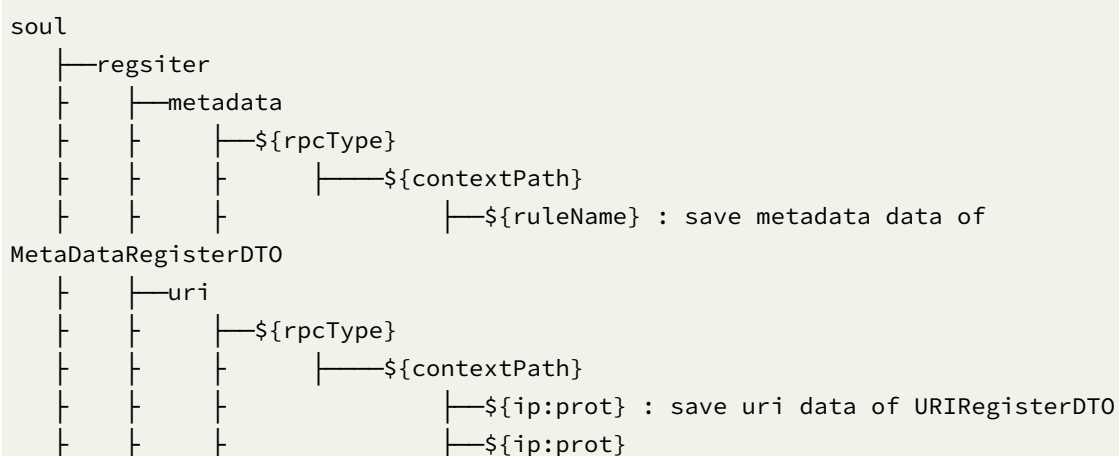 soul
   ├──regsiter
   ├    ├──metadata
   ├    ├     ├──${rpcType}
   ├    ├     ├      ├────${contextPath}
   ├    ├     ├               ├──${ruleName} : save metadata data of
MetaDataRegisterDTO
   ├    ├──uri
   ├    ├     ├──${rpcType}
   ├    ├     ├      ├────${contextPath}
   ├    ├     ├               ├──${ip:prot} : save uri data of URIRegisterDTO
   ├    ├     ├               ├──${ip:prot}